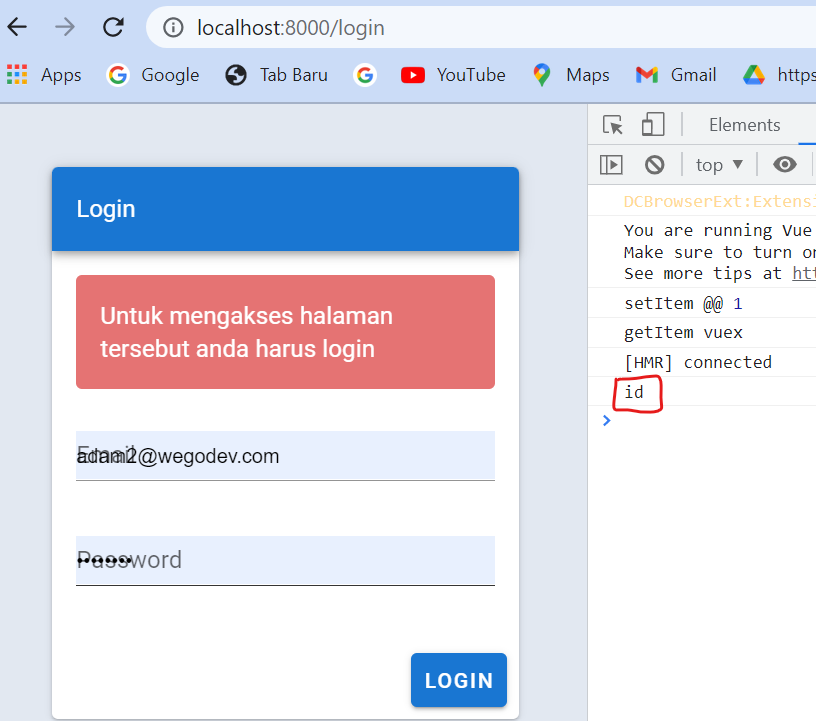 localhost:8000/login
Apps Google Tab Baru YouTube Maps Gmail https
Elements
top
Login
DCBrowserExt:Extensi
You are running Vue
Make sure to turn on
See more tips at htt
Untuk mengakses halaman
tersebut anda harus login
setItem @@ 1
getItem vuex
[HMR] connected
id
Email
adam2@wegodev.com
Password
LOGIN